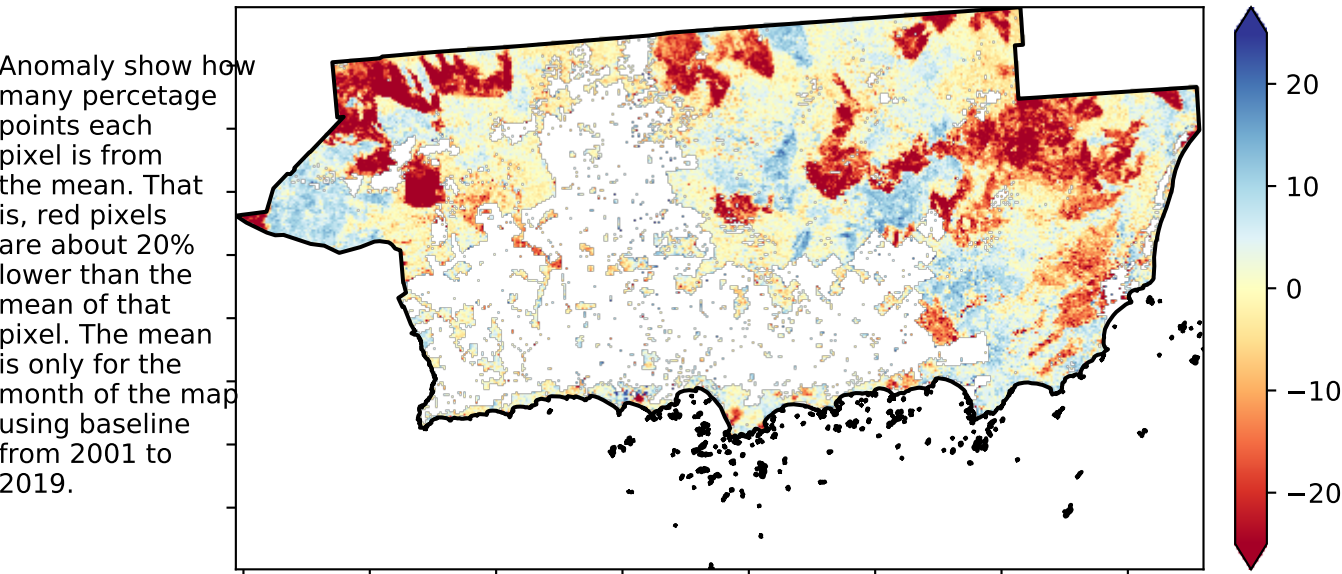 Anomaly show how
many percetage
points each
pixel is from
the mean. That
is, red pixels
are about 20%
lower than the
mean of that
pixel. The mean
is only for the
month of the map
using baseline
from 2001 to
2019.
20
10
0
−10
−20